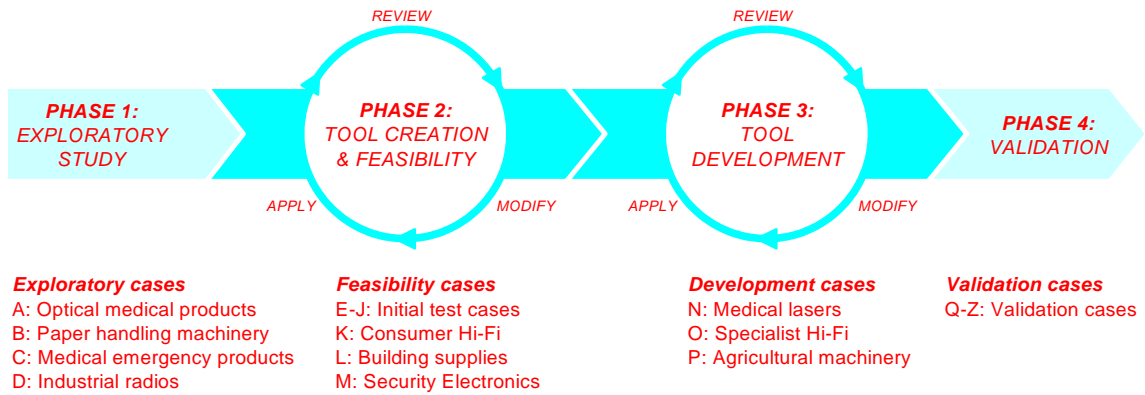 REVIEW
REVIEW
PHASE 1:
EXPLORATORY
STUDY
PHASE 2:
TOOL CREATION
& FEASIBILITY
PHASE 3:
TOOL
DEVELOPMENT
PHASE 4:
VALIDATION
APPLY
MODIFY
APPLY
MODIFY
Exploratory cases
A: Optical medical products
B: Paper handling machinery
C: Medical emergency products
D: Industrial radios
Feasibility cases
E-J: Initial test cases
K: Consumer Hi-Fi
L: Building supplies
M: Security Electronics
Development cases
N: Medical lasers
O: Specialist Hi-Fi
P: Agricultural machinery
Validation cases
Q-Z: Validation cases